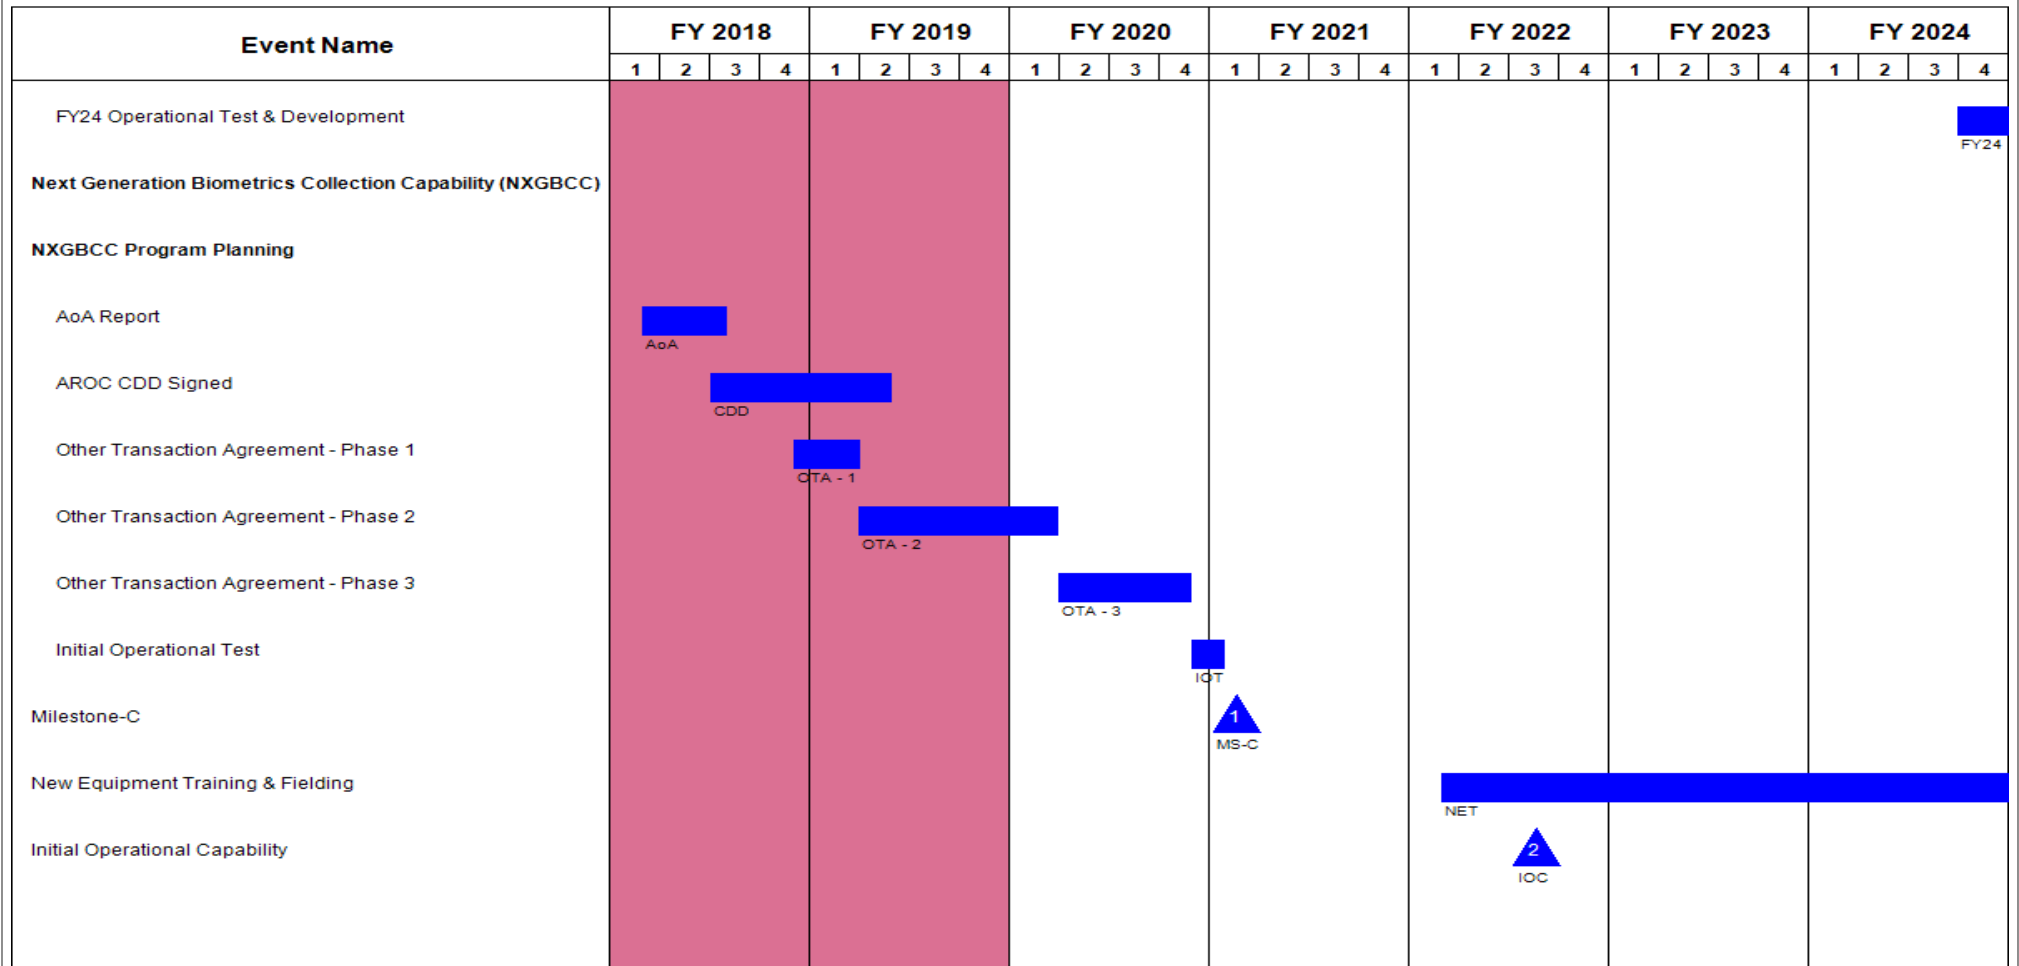 Event Name
FY 2018 FY 2019 FY 2020 FY 2021 FY 2022 FY 2023 FY 2024
1 2 3 4 1 2 3 4 1 2 3 4 1 2 3 4 1 2 3 4 1 2 3 4 1 2 3 4
FY24 Operational Test & Development
FY24
Next Generation Biometrics Collection Capability (NXGBCC)
NXGBCC Program Planning
AoA Report
AoA
AROC CDD Signed
CDD
Other Transaction Agreement - Phase 1
OTA - 1
Other Transaction Agreement - Phase 2
OTA - 2
Other Transaction Agreement - Phase 3
OTA - 3
Initial Operational Test
IOT
Milestone-C
1
MS-C
New Equipment Training & Fielding
NET
Initial Operational Capability
2
IOC